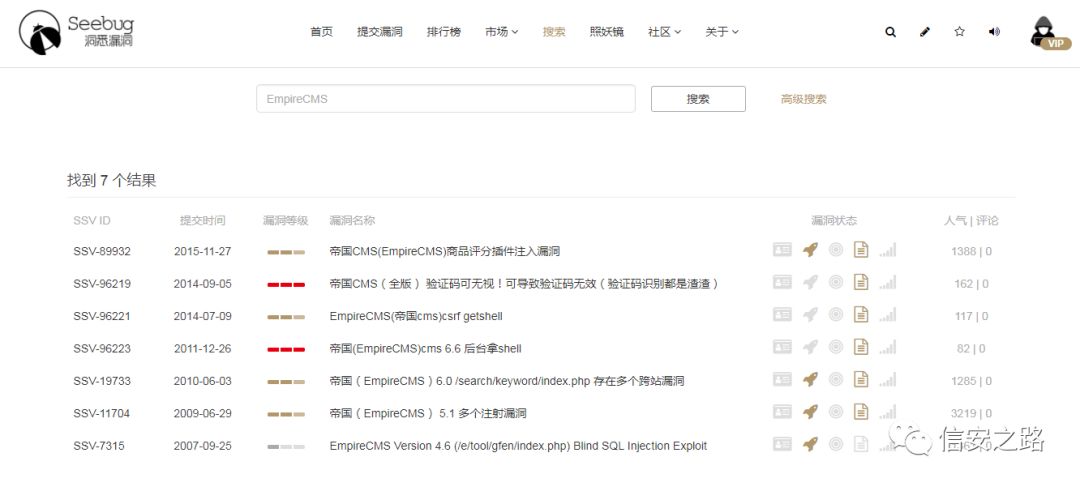 Seebug
洞悉漏洞
首页 提交漏洞 排行榜 市场 搜索 照妖镜 社区 关于
VIP
EmpireCMS 搜索 高级搜索
找到 7 个结果
SSV ID 提交时间 漏洞等级 漏洞名称 漏洞状态 人气 | 评论
SSV-89932 2015-11-27 帝国CMS(EmpireCMS)商品评分插件注入漏洞 1388 | 0
SSV-96219 2014-09-05 帝国CMS（全版） 验证码可无视！可导致验证码无效（验证码识别都是渣渣） 162 | 0
SSV-96221 2014-07-09 EmpireCMS(帝国cms)csrf getshell 117 | 0
SSV-96223 2011-12-26 帝国(EmpireCMS)cms 6.6 后台拿shell 82 | 0
SSV-19733 2010-06-03 帝国（EmpireCMS）6.0 /search/keyword/index.php 存在多个跨站漏洞 1285 | 0
SSV-11704 2009-06-29 帝国（EmpireCMS） 5.1 多个注射漏洞 3219 | 0
SSV-7315 2007-09-25 EmpireCMS Version 4.6 (/e/tool/gfen/index.php) Blind SQL Injection Exploit
信安之路